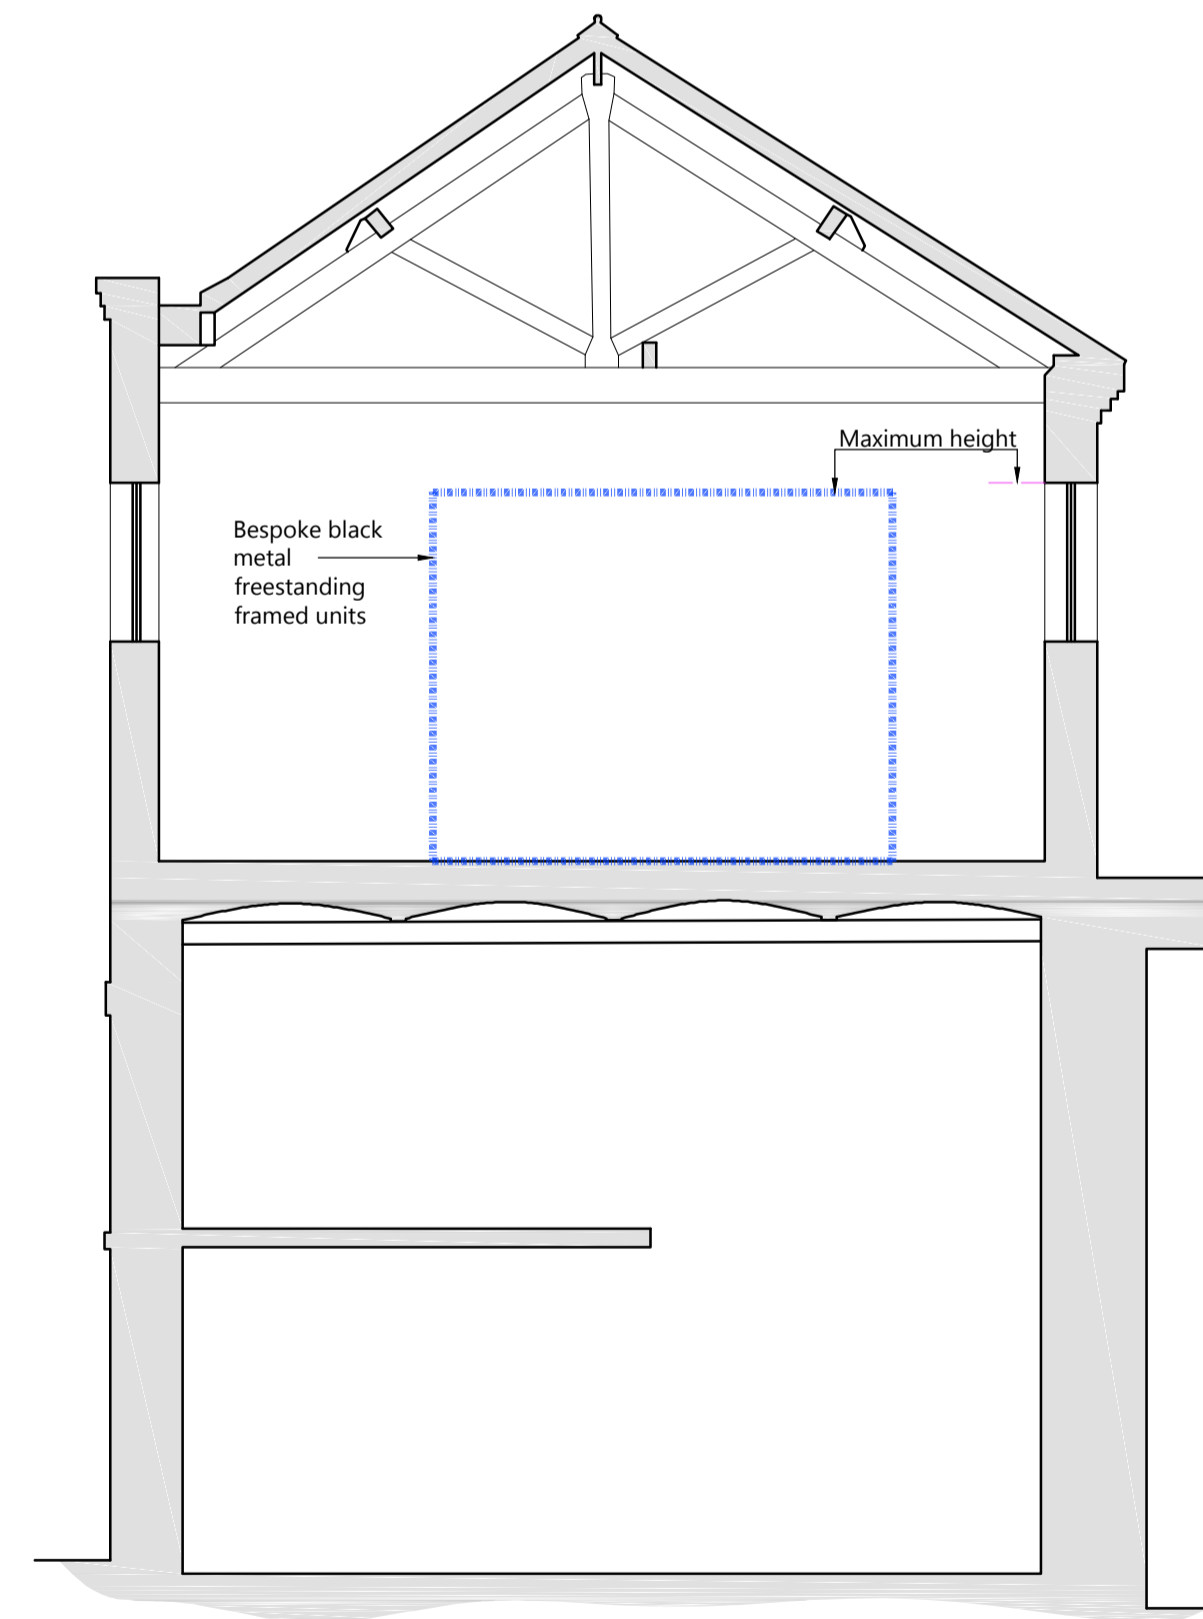 Maximum height
Bespoke black
metal
freestanding
framed units